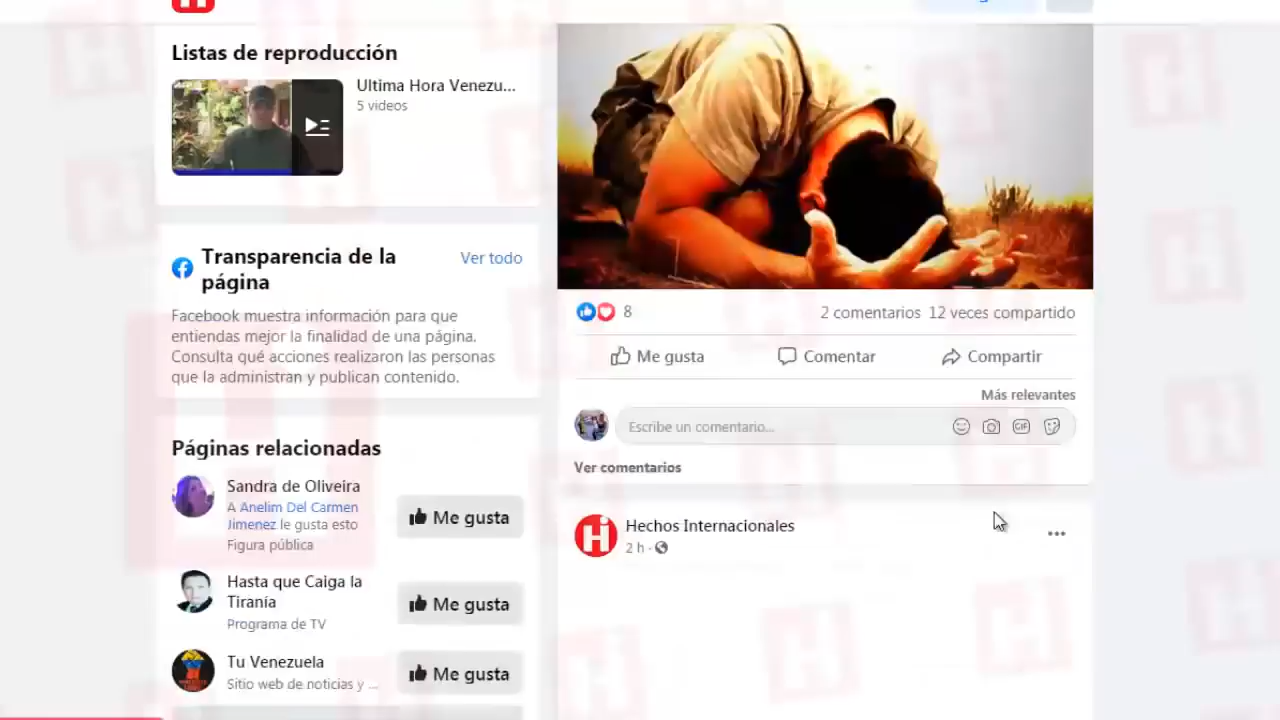 Listas de reproducción
Ultima Hora Venezu...
5 videos
Transparencia de la
página
Ver todo
Facebook muestra información para que
entiendas mejor la finalidad de una página.
Consulta qué acciones realizaron las personas
que la administran y publican contenido.
Páginas relacionadas
Sandra de Oliveira
A Anelim Del Carmen
Jimenez le gusta esto
Figura pública
Me gusta
Hasta que Caiga la
Tiranía
Programa de TV
Me gusta
Tu Venezuela
Sitio web de noticias y ...
Me gusta
8
2 comentarios 12 veces compartido
Me gusta
Comentar
Compartir
Más relevantes
Escribe un comentario...
GIF
Ver comentarios
Hi
Hechos Internacionales
2 h ·